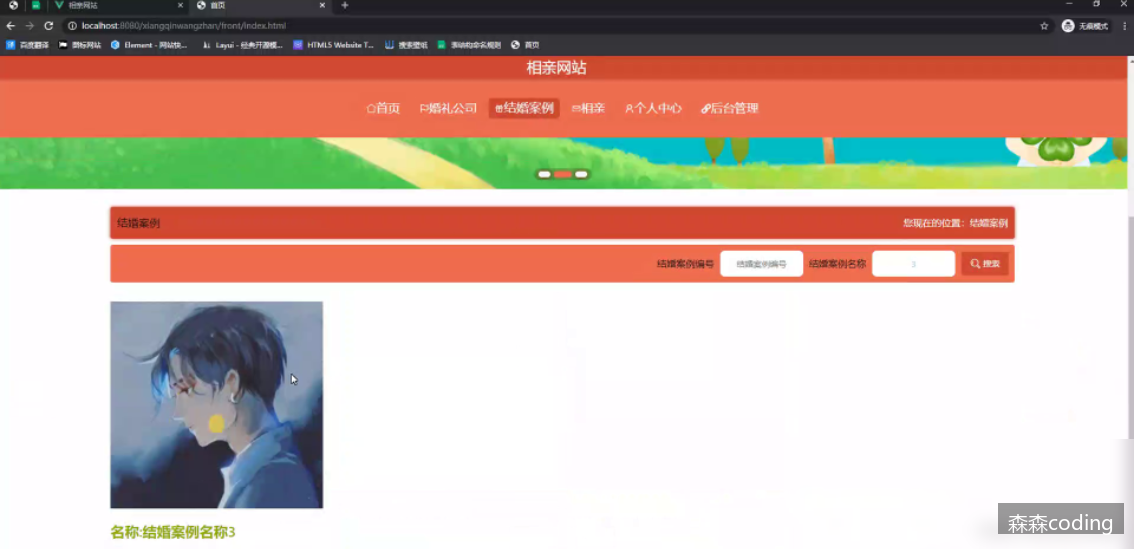 相亲网站 首页
localhost:8080/xiangqinwangzhan/front/index.html 无痕模式
百度翻译 图标网站 Element - 网站快... Layui - 经典开源模... HTML5 Website T... 搜索壁纸 表结构命名规则 首页
相亲网站
首页 婚礼公司 结婚案例 相亲 个人中心 后台管理
结婚案例 您现在的位置：结婚案例
结婚案例编号 结婚案例编号 结婚案例名称 3 搜索
名称:结婚案例名称3
森森coding